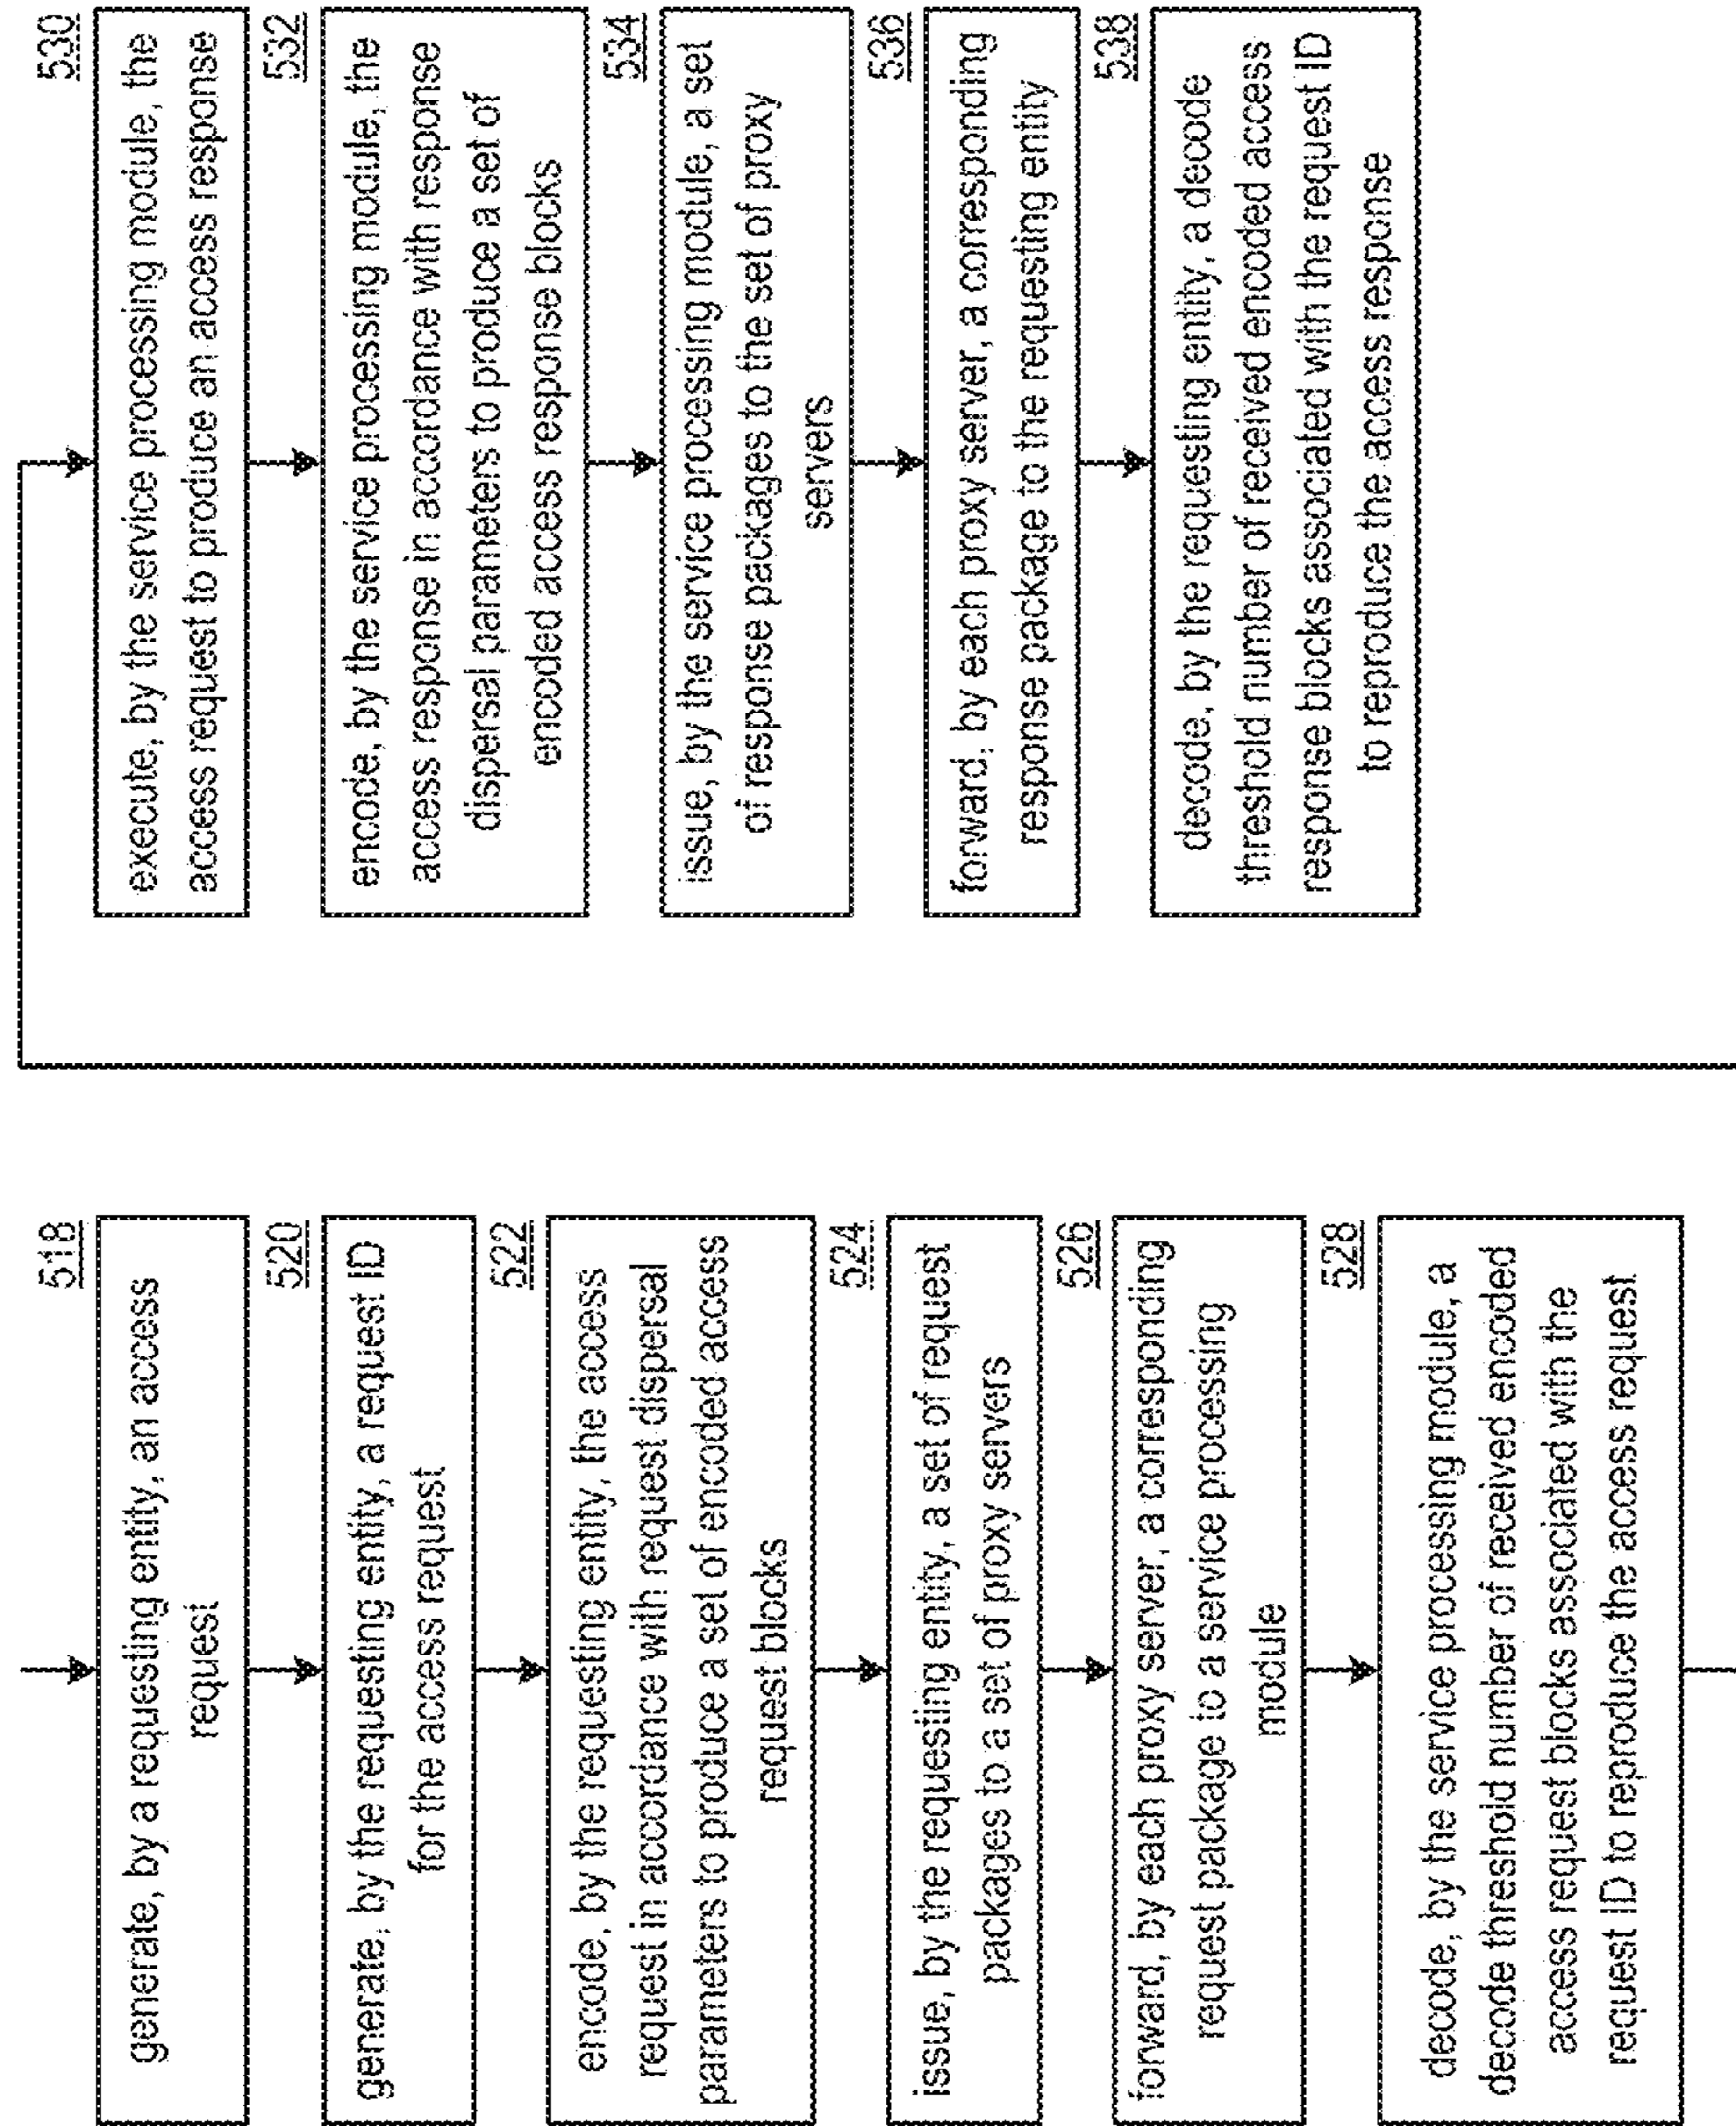 518
generate, by a requesting entity, an access
request
520
generate, by the requesting entity, a request ID
for the access request
522
encode, by the requesting entity, the access
request in accordance with request dispersal
parameters to produce a set of encoded access
request blocks
524
issue, by the requesting entity, a set of request
packages to a set of proxy servers
526
forward, by each proxy server, a corresponding
request package to a service processing
module
528
decode, by the service processing module, a
decode threshold number of received encoded
access request blocks associated with the
request ID to reproduce the access request
530
execute, by the service processing module, the
access request to produce an access response
532
encode, by the service processing module, the
access response in accordance with response
dispersal parameters to produce a set of
encoded access response blocks
534
issue, by the service processing module, a set
of response packages to the set of proxy
servers
536
forward, by each proxy server, a corresponding
response package to the requesting entity
538
decode, by the requesting entity, a decode
threshold number of received encoded access
response blocks associated with the request ID
to reproduce the access response